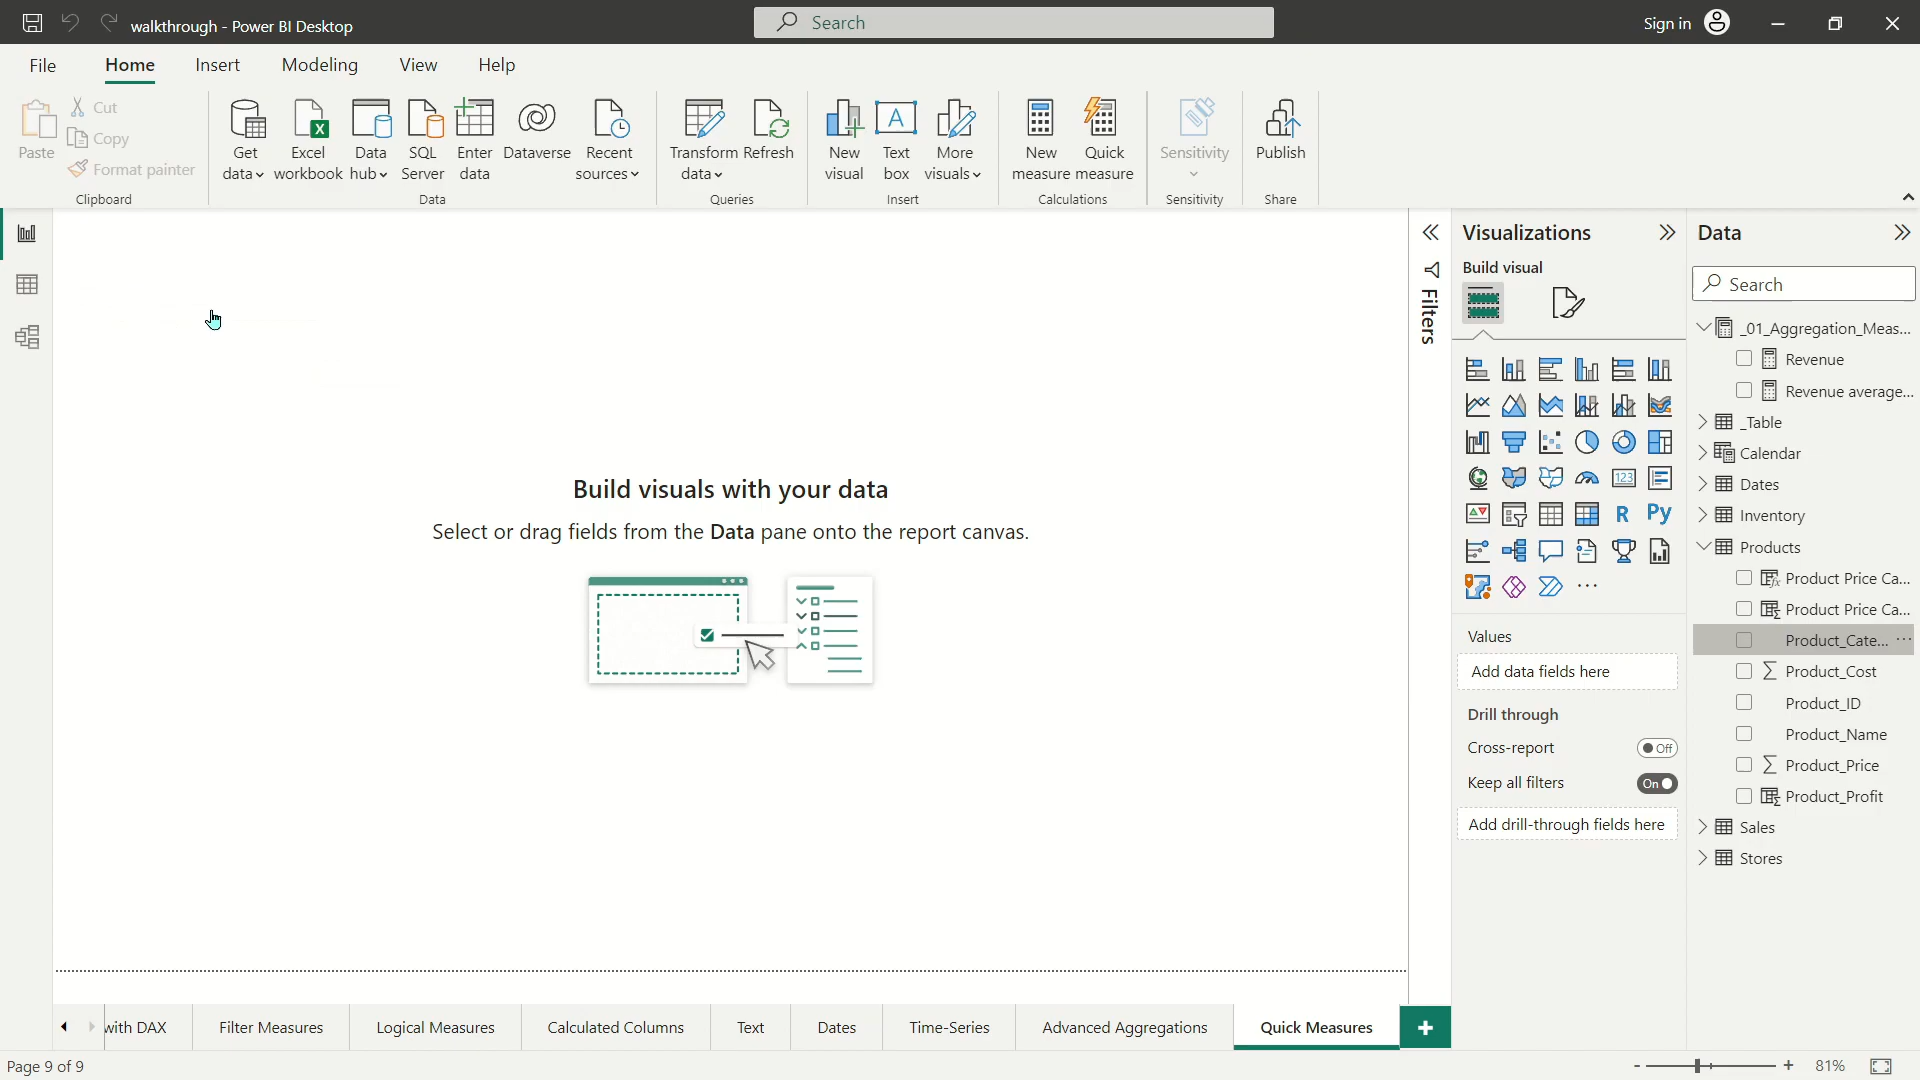 walkthrough - Power BI Desktop
Search
Sign in
File
Home
Insert
Modeling
View
Help
Paste
Cut
Copy
Format painter
Clipboard
Get data
Excel workbook
Data hub
SQL Server
Enter data
Dataverse
Recent sources
Data
Transform data
Refresh
Queries
New visual
Text box
More visuals
Insert
New measure
Quick measure
Calculations
Sensitivity
Sensitivity
Publish
Share
Build visuals with your data
Select or drag fields from the Data pane onto the report canvas.
Filters
Visualizations
Build visual
123
R
Py
...
Values
Add data fields here
Drill through
Cross-report
Off
Keep all filters
On
Add drill-through fields here
Data
Search
_01_Aggregation_Meas...
Revenue
Revenue average...
_Table
Calendar
Dates
Inventory
Products
Product Price Ca...
Product Price Ca...
Product_Cate...
Product_Cost
Product_ID
Product_Name
Product_Price
Product_Profit
Sales
Stores
with DAX
Filter Measures
Logical Measures
Calculated Columns
Text
Dates
Time-Series
Advanced Aggregations
Quick Measures
+
Page 9 of 9
- + 81%